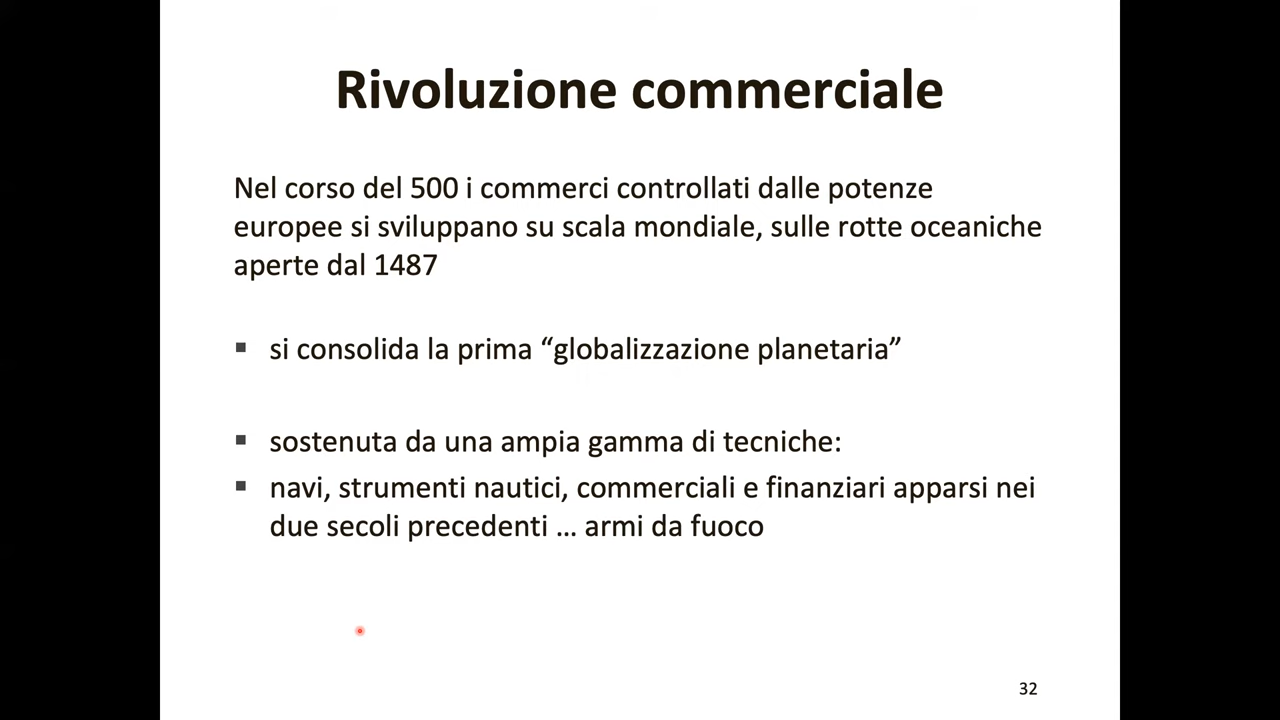 Rivoluzione commerciale
Nel corso del 500 i commerci controllati dalle potenze
europee si sviluppano su scala mondiale, sulle rotte oceaniche
aperte dal 1487
▪ si consolida la prima “globalizzazione planetaria”
▪ sostenuta da una ampia gamma di tecniche:
▪ navi, strumenti nautici, commerciali e finanziari apparsi nei
due secoli precedenti … armi da fuoco
32